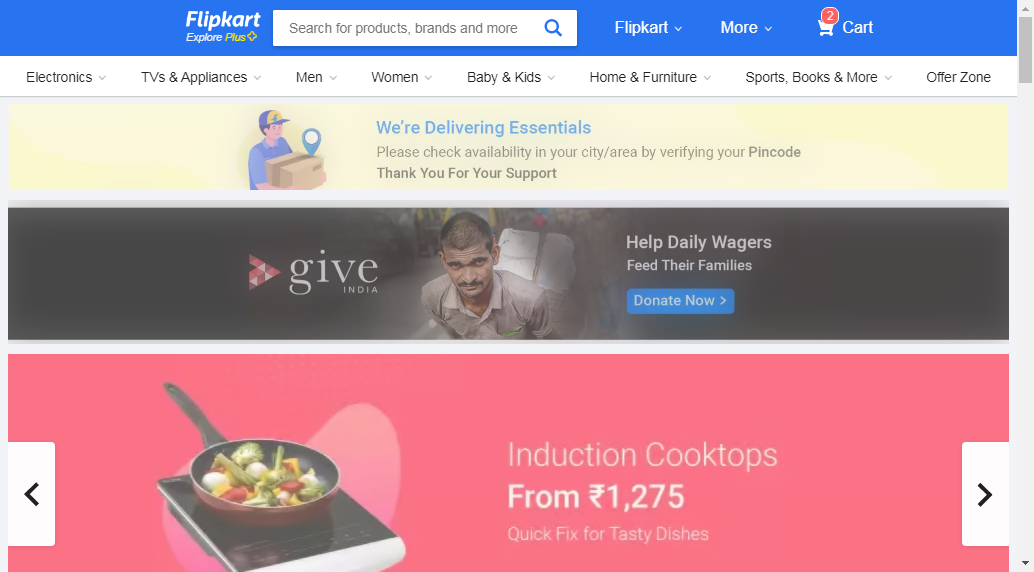 Flipkart
Explore Plus
Search for products, brands and more
Flipkart
More
2
Cart
Electronics
TVs & Appliances
Men
Women
Baby & Kids
Home & Furniture
Sports, Books & More
Offer Zone
We're Delivering Essentials
Please check availability in your city/area by verifying your Pincode
Thank You For Your Support
give
INDIA
Help Daily Wagers
Feed Their Families
Donate Now >
Induction Cooktops
From ₹1,275
Quick Fix for Tasty Dishes